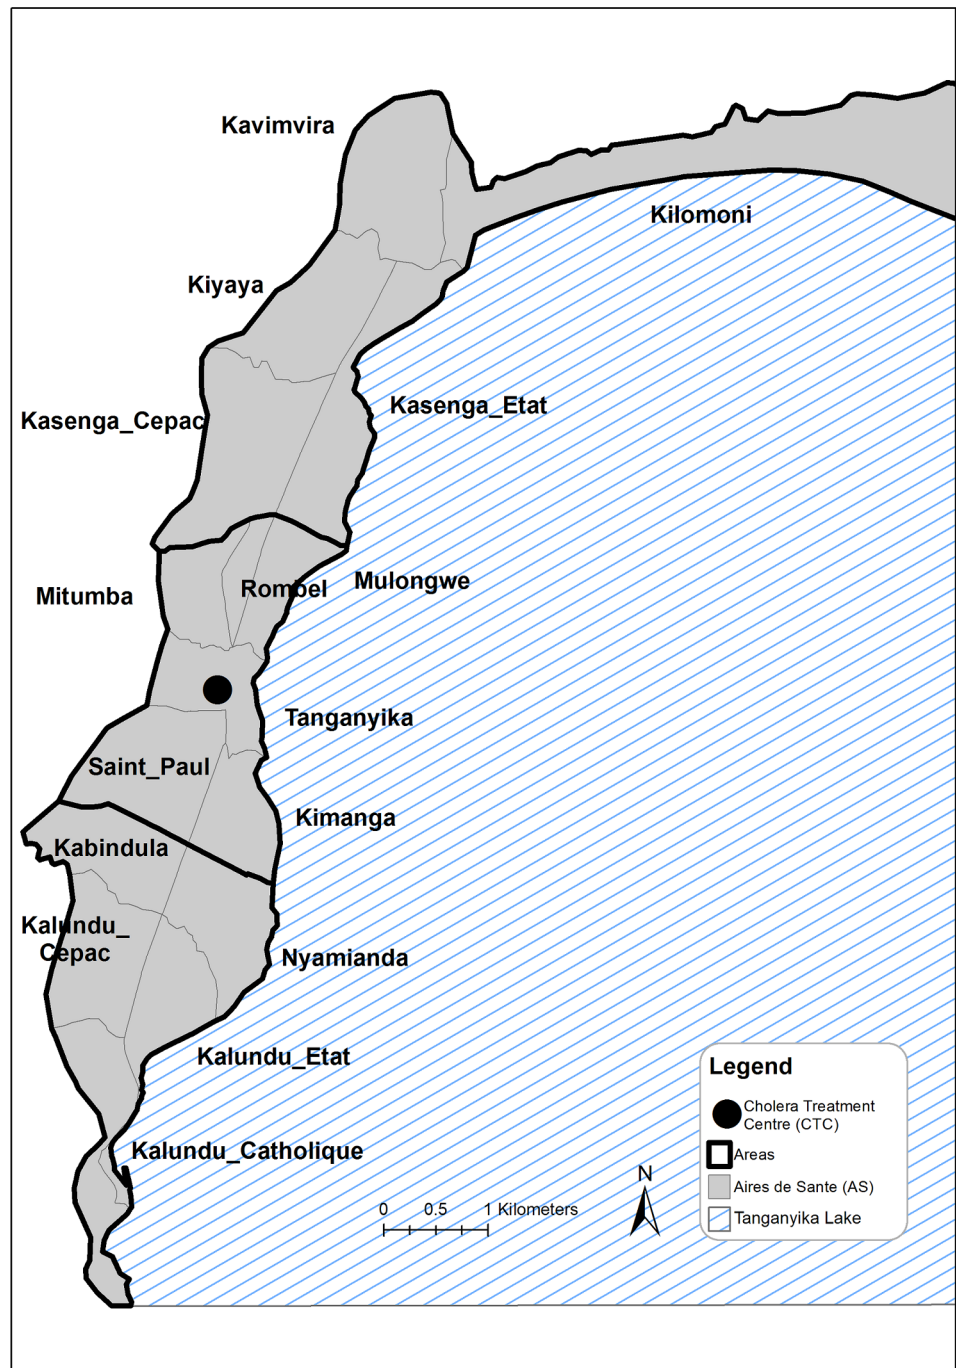 Kavimvira
Kilomoni
Kiyaya
Kasenga_Etat
Kasenga_Cepac
Mulongwe
Rombel
Mitumba
Tanganyika
Saint_Paul
Kimanga
Kabindula
Kalundu_
Cepac
Nyamianda
Kalundu_Etat
Kalundu_Catholique
Legend
Cholera Treatment
Centre (CTC)
Areas
Aires de Sante (AS)
Tanganyika Lake
N
0 0.5 1 Kilometers